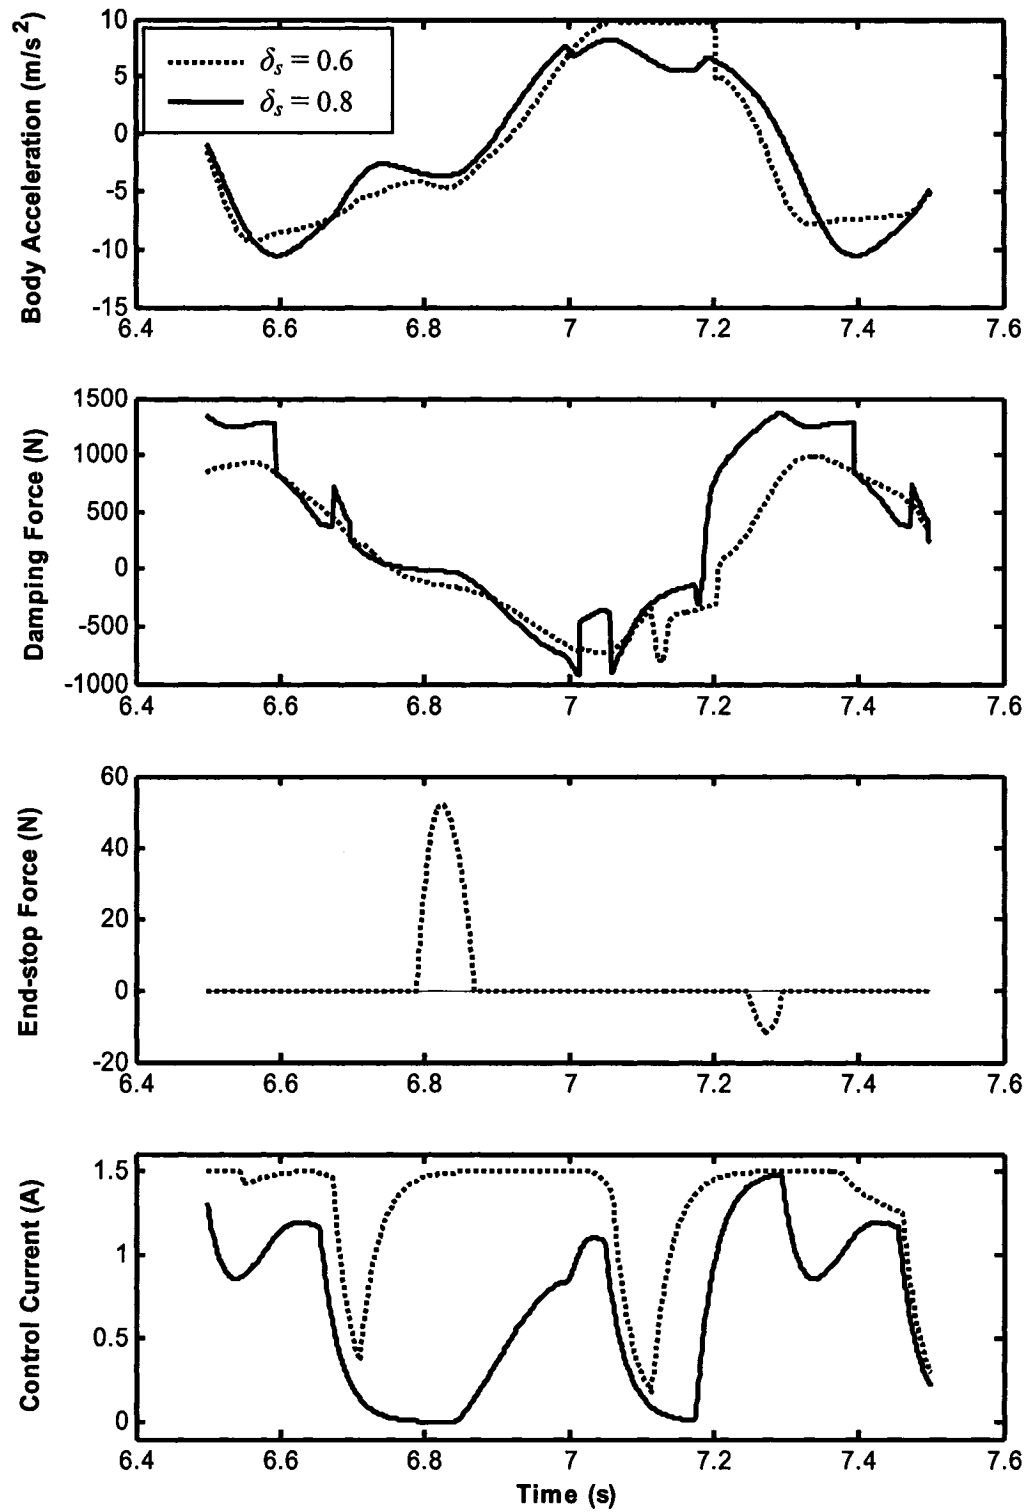 Body Acceleration (m/s²)
10
5
0
-5
-10
-15
δs = 0.6
δs = 0.8
6.4 6.6 6.8 7 7.2 7.4 7.6
Damping Force (N)
1500
1000
500
0
-500
-1000
6.4 6.6 6.8 7 7.2 7.4 7.6
End-stop Force (N)
60
40
20
0
-20
6.4 6.6 6.8 7 7.2 7.4 7.6
Control Current (A)
1.5
1
0.5
0
6.4 6.6 6.8 7 7.2 7.4 7.6
Time (s)